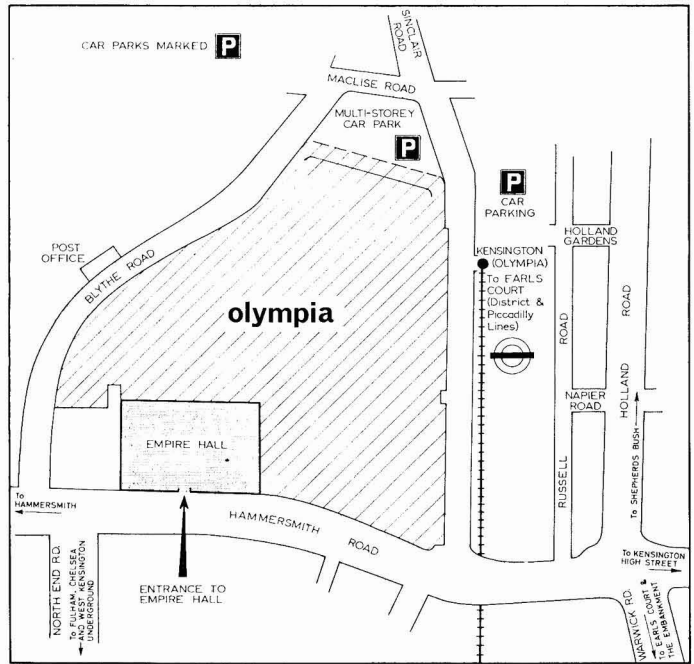 CAR PARKS MARKED P
SINCLAIR
ROAD
MACLISE ROAD
MULTI-STOREY
CAR PARK
P
P
CAR
PARKING
HOLLAND
GARDENS
POST
OFFICE
BLYTHE ROAD
KENSINGTON
(OLYMPIA)
To EARLS
COURT
(District &
Piccadilly
Lines)
olympia
ROAD
RUSSELL
ROAD
HOLLAND
NAPIER
ROAD
To SHEPHERDS BUSH
EMPIRE HALL
To
HAMMERSMITH
HAMMERSMITH
ROAD
ENTRANCE TO
EMPIRE HALL
NORTH END RD.
To FULHAM, CHELSEA
AND WEST KENSINGTON
UNDERGROUND
To KENSINGTON
HIGH STREET
WARWICK RD.
To EARLS COURT &
THE EMBANKMENT